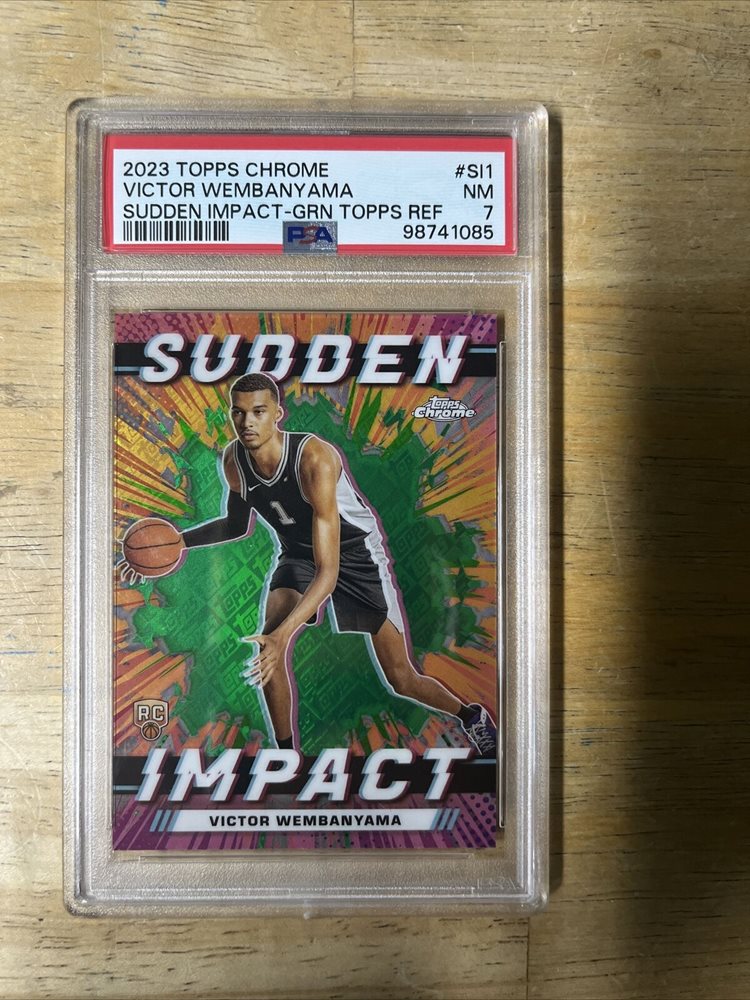 2023 TOPPS CHROME #SI1
VICTOR WEMBANYAMA NM
SUDDEN IMPACT-GRN TOPPS REF 7
PSA 98741085
SUDDEN
Topps
Chrome
1
RC
IMPACT
VICTOR WEMBANYAMA